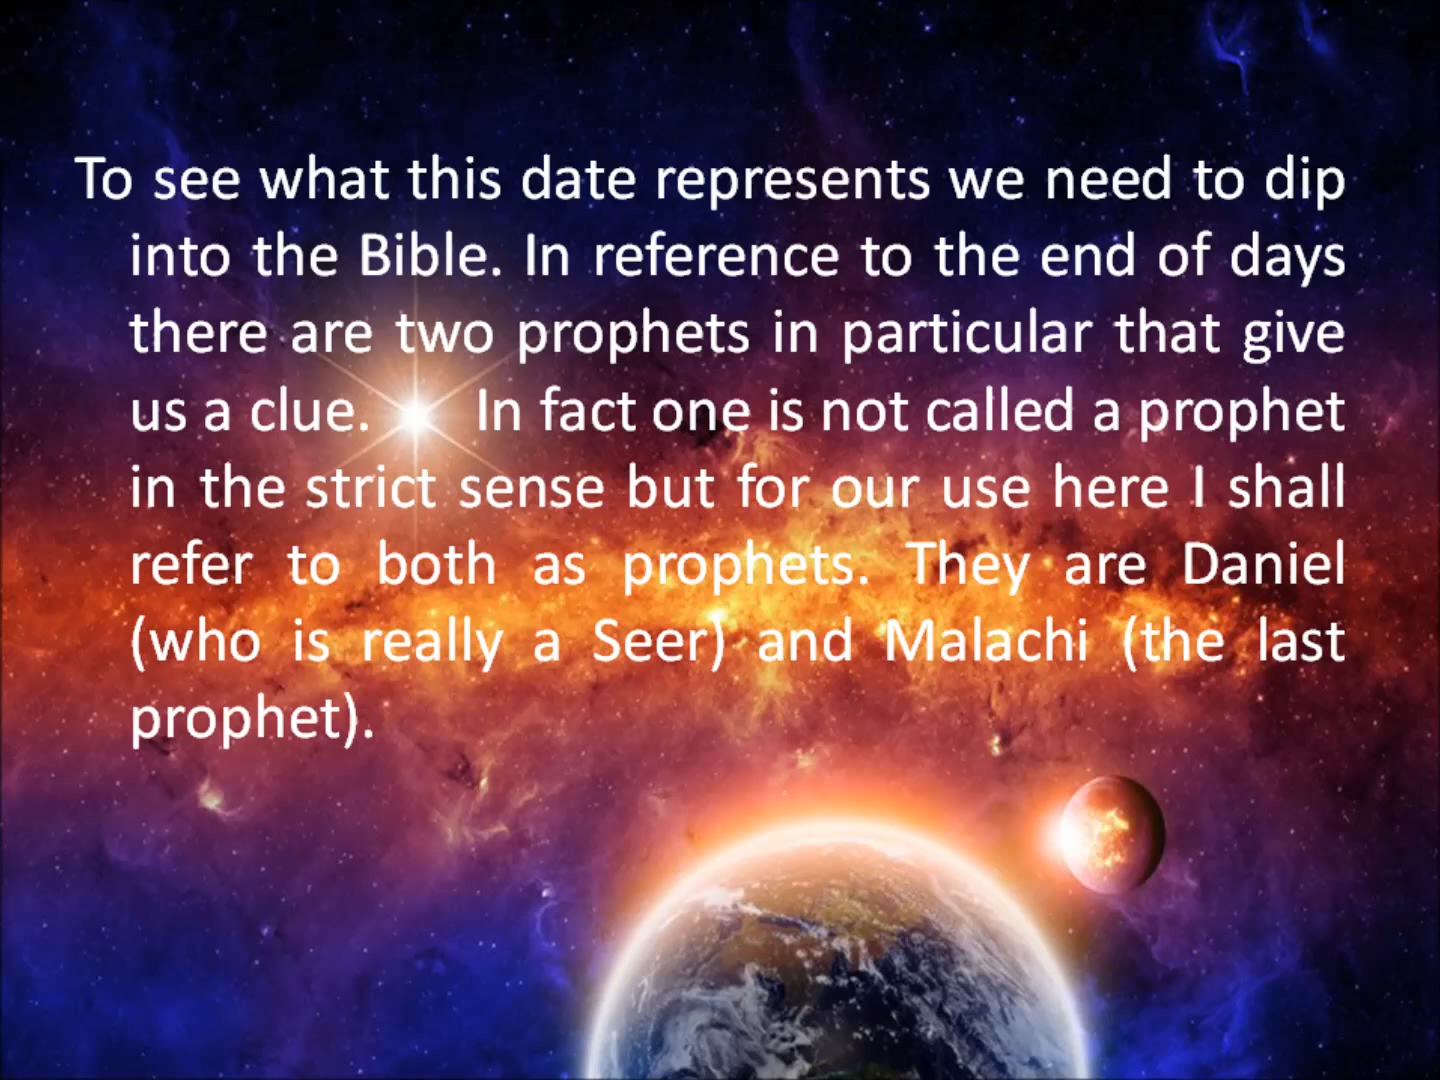 To see what this date represents we need to dip
into the Bible. In reference to the end of days
there are two prophets in particular that give
us a clue. In fact one is not called a prophet
in the strict sense but for our use here I shall
refer to both as prophets. They are Daniel
(who is really a Seer) and Malachi (the last
prophet).